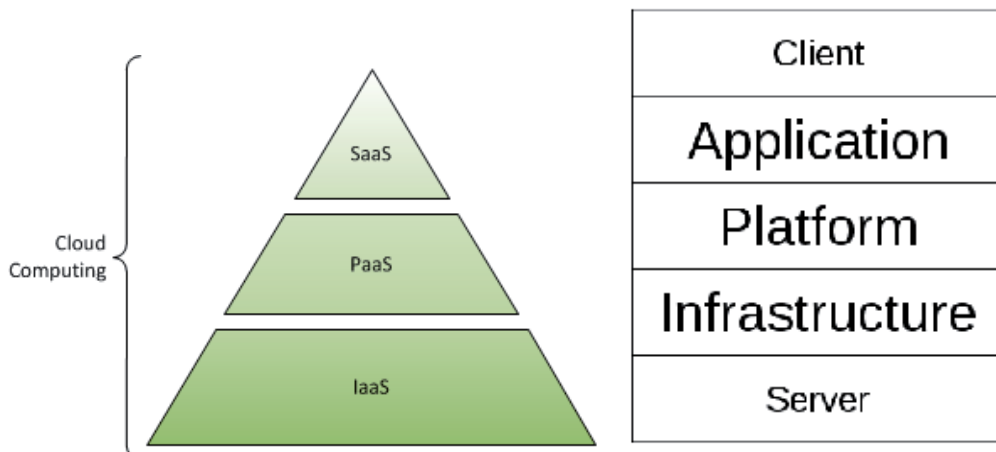 Cloud
Computing
SaaS
PaaS
IaaS
Client
Application
Platform
Infrastructure
Server